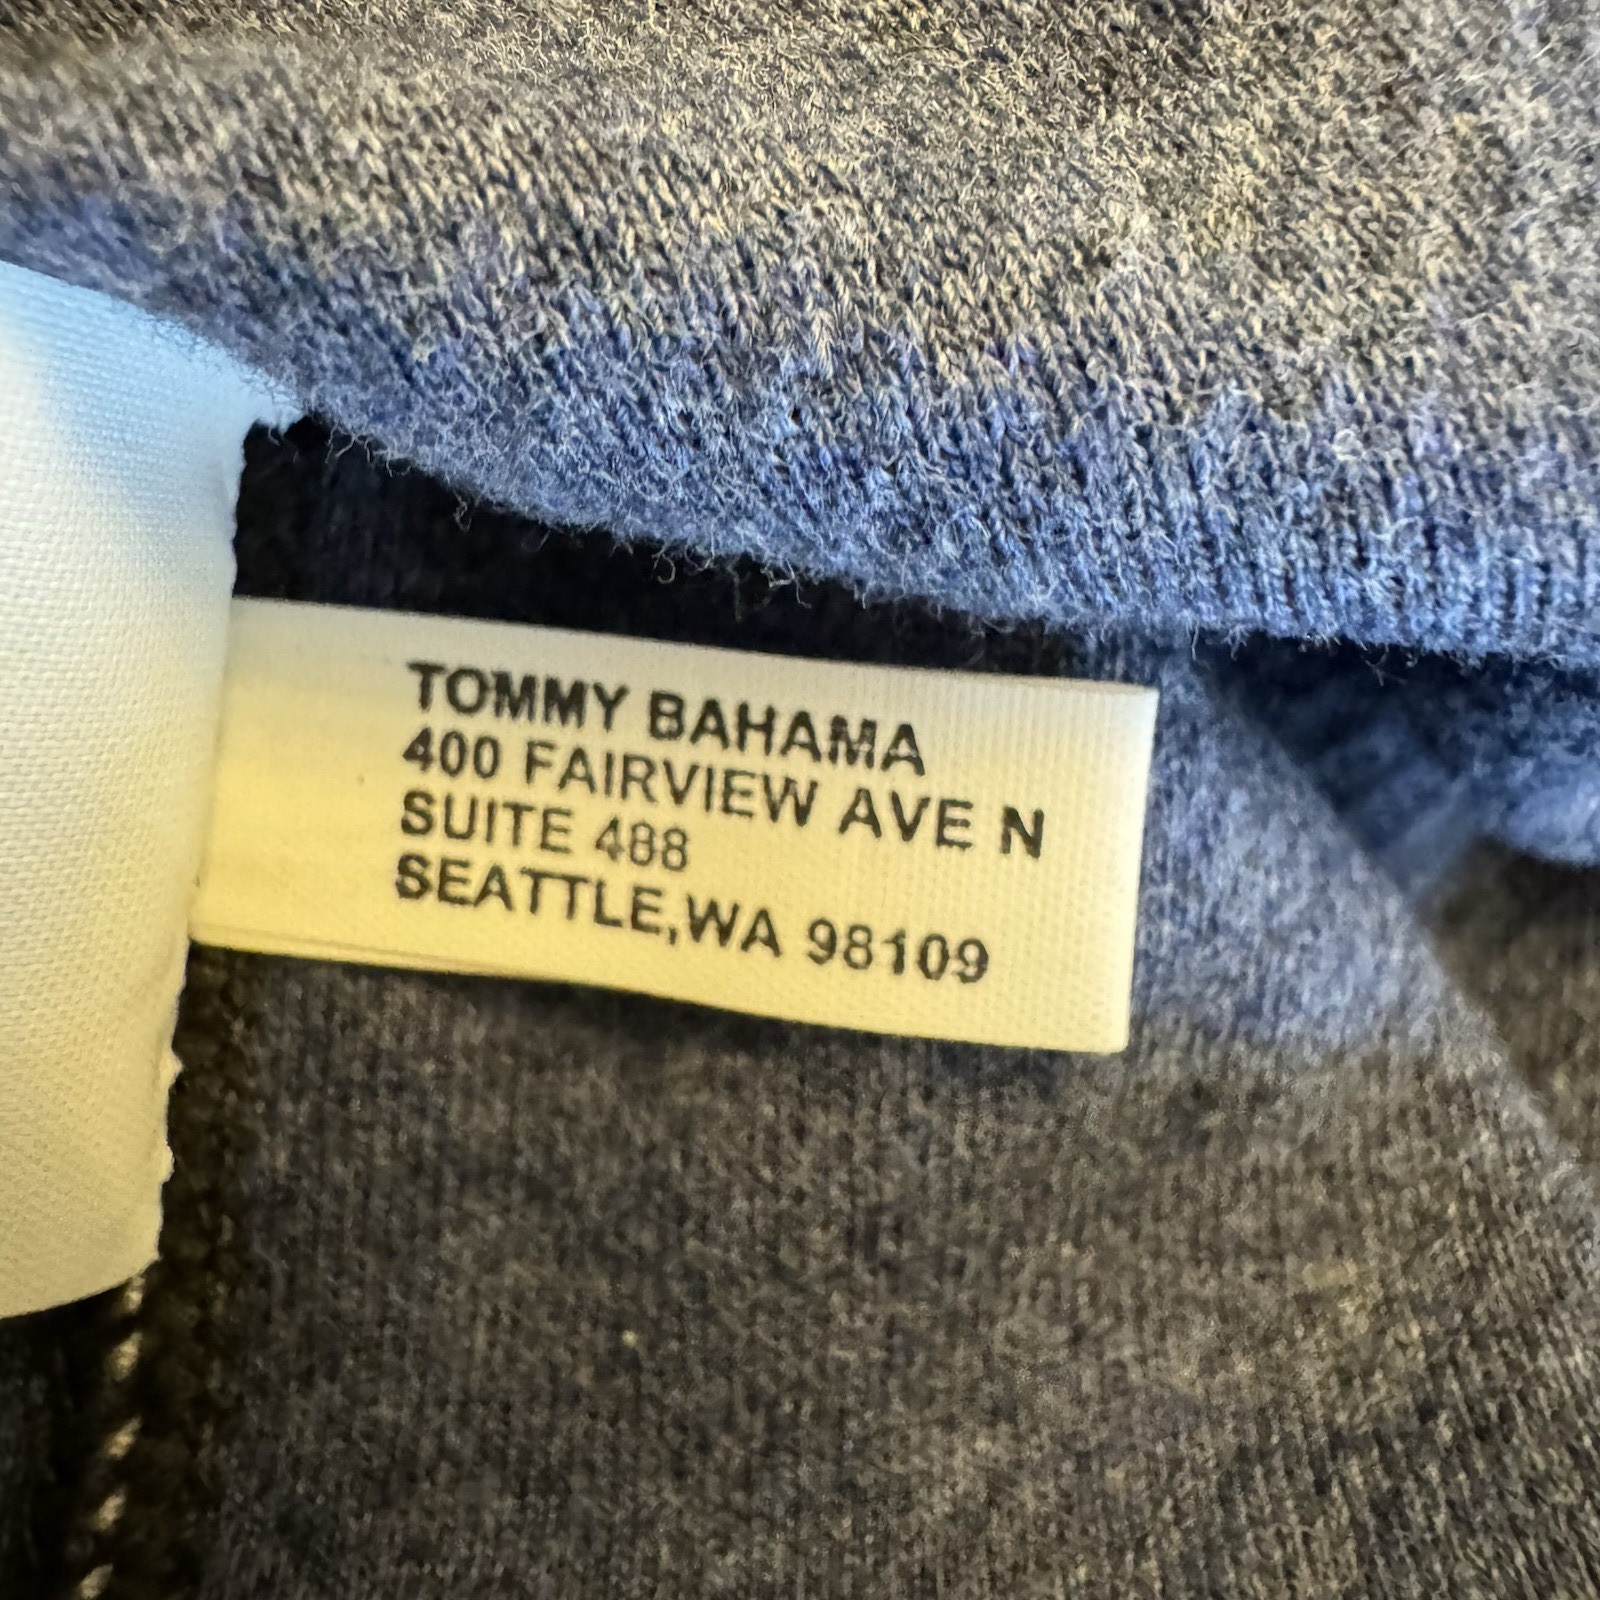 TOMMY BAHAMA
400 FAIRVIEW AVE N
SUITE 488
SEATTLE,WA 98109